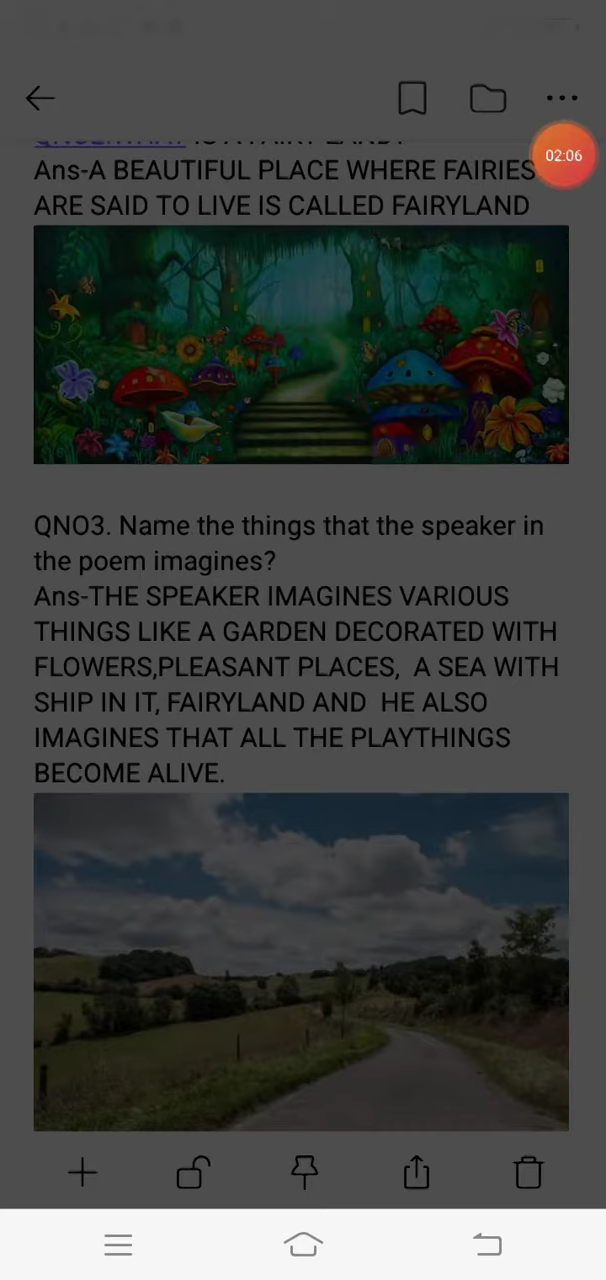 02:06
Ans-A BEAUTIFUL PLACE WHERE FAIRIES
ARE SAID TO LIVE IS CALLED FAIRYLAND
QNO3. Name the things that the speaker in
the poem imagines?
Ans-THE SPEAKER IMAGINES VARIOUS
THINGS LIKE A GARDEN DECORATED WITH
FLOWERS,PLEASANT PLACES,  A SEA WITH
SHIP IN IT, FAIRYLAND AND  HE ALSO
IMAGINES THAT ALL THE PLAYTHINGS
BECOME ALIVE.